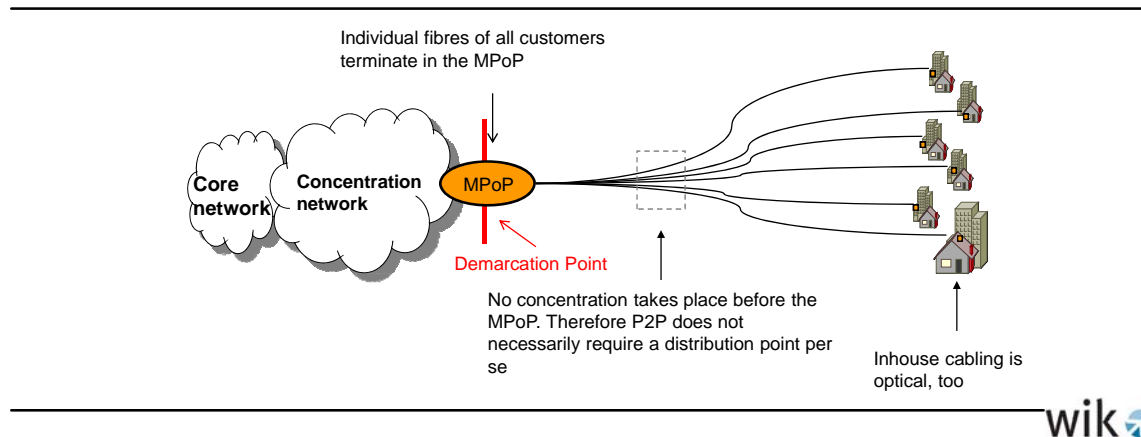 Individual fibres of all customers
terminate in the MPoP
Core
network
Concentration
network
MPoP
Demarcation Point
No concentration takes place before the
MPoP. Therefore P2P does not
necessarily require a distribution point per
se
Inhouse cabling is
optical, too
wik